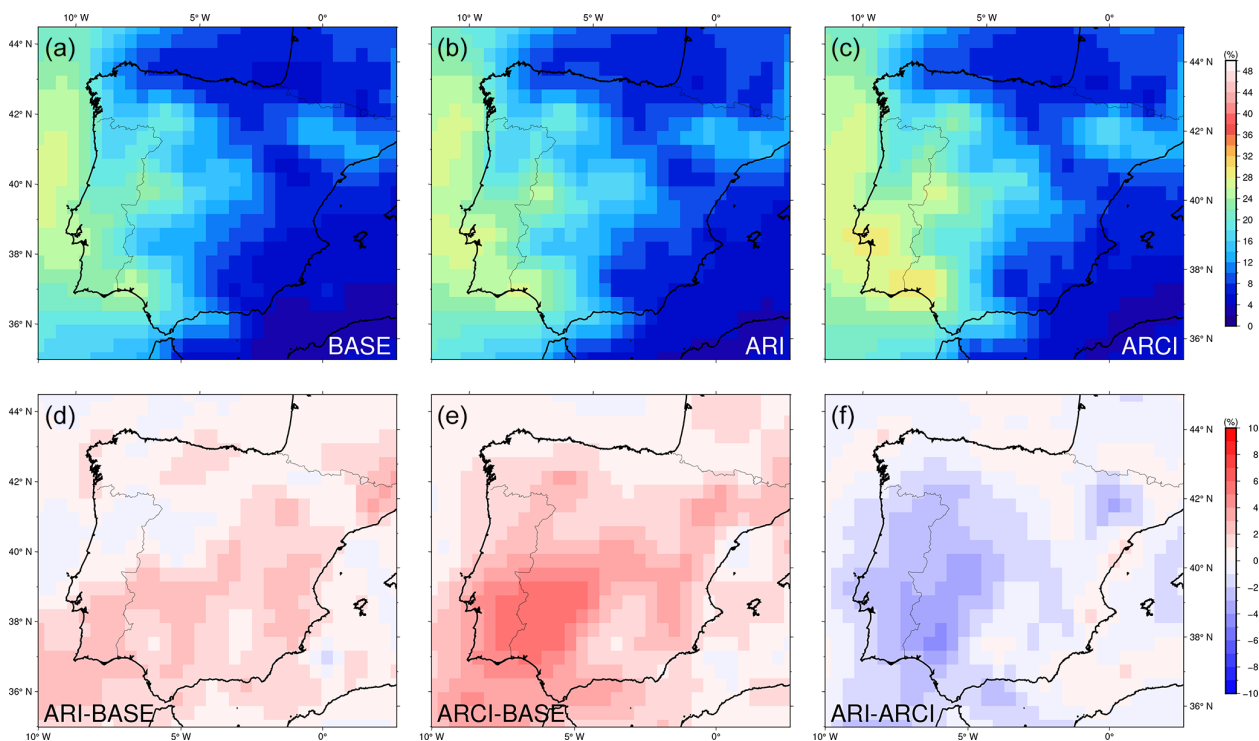 10° W 5° W 0° 10° W 5° W 0° 10° W 5° W 0°
44° N (a) (b) (c) 44° N
(%)
48
44
42° N 42° N
40
36
40° N 32 40° N
28
24
38° N 20 38° N
16
12
36° N 8 36° N
4
BASE ARI ARCI
0
44° N (d) (e) (f) 44° N
(%)
10
8
42° N 42° N
6
4
40° N 40° N
2
0
38° N -2 38° N
-4
-6
36° N 36° N
-8
ARI-BASE ARCI-BASE ARI-ARCI
-10
10° W 5° W 0° 10° W 5° W 0° 10° W 5° W 0°